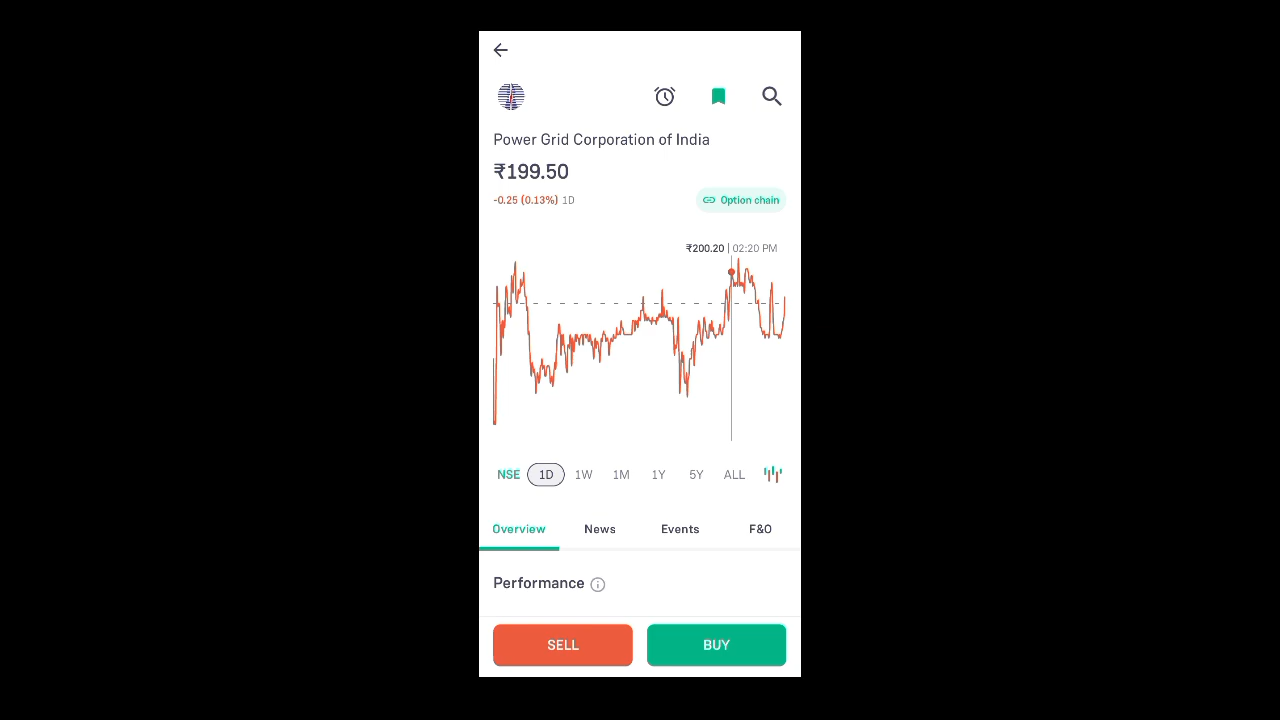 Power Grid Corporation of India
₹199.50
-0.25 (0.13%) 1D
Option chain
₹200.20 | 02:20 PM
NSE 1D 1W 1M 1Y 5Y ALL
Overview News Events F&O
Performance
SELL BUY